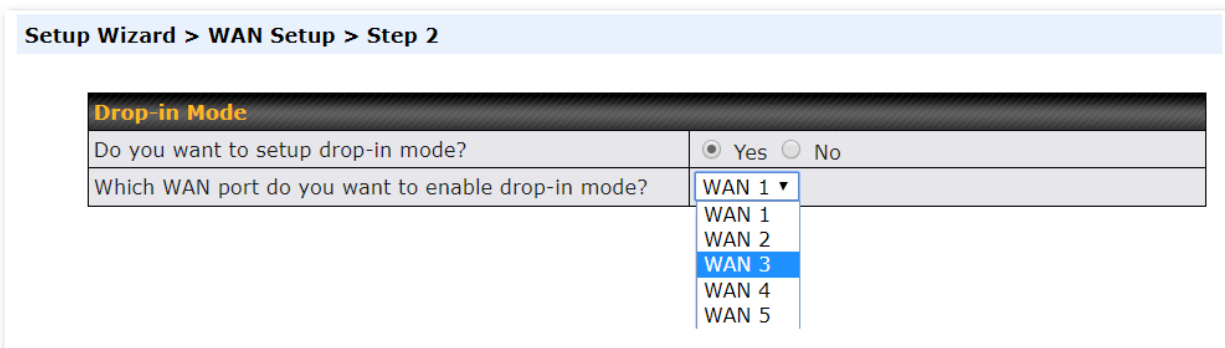 Setup Wizard > WAN Setup > Step 2
Drop-in Mode
Do you want to setup drop-in mode? Yes No
Which WAN port do you want to enable drop-in mode? WAN 1
WAN 1
WAN 2
WAN 3
WAN 4
WAN 5